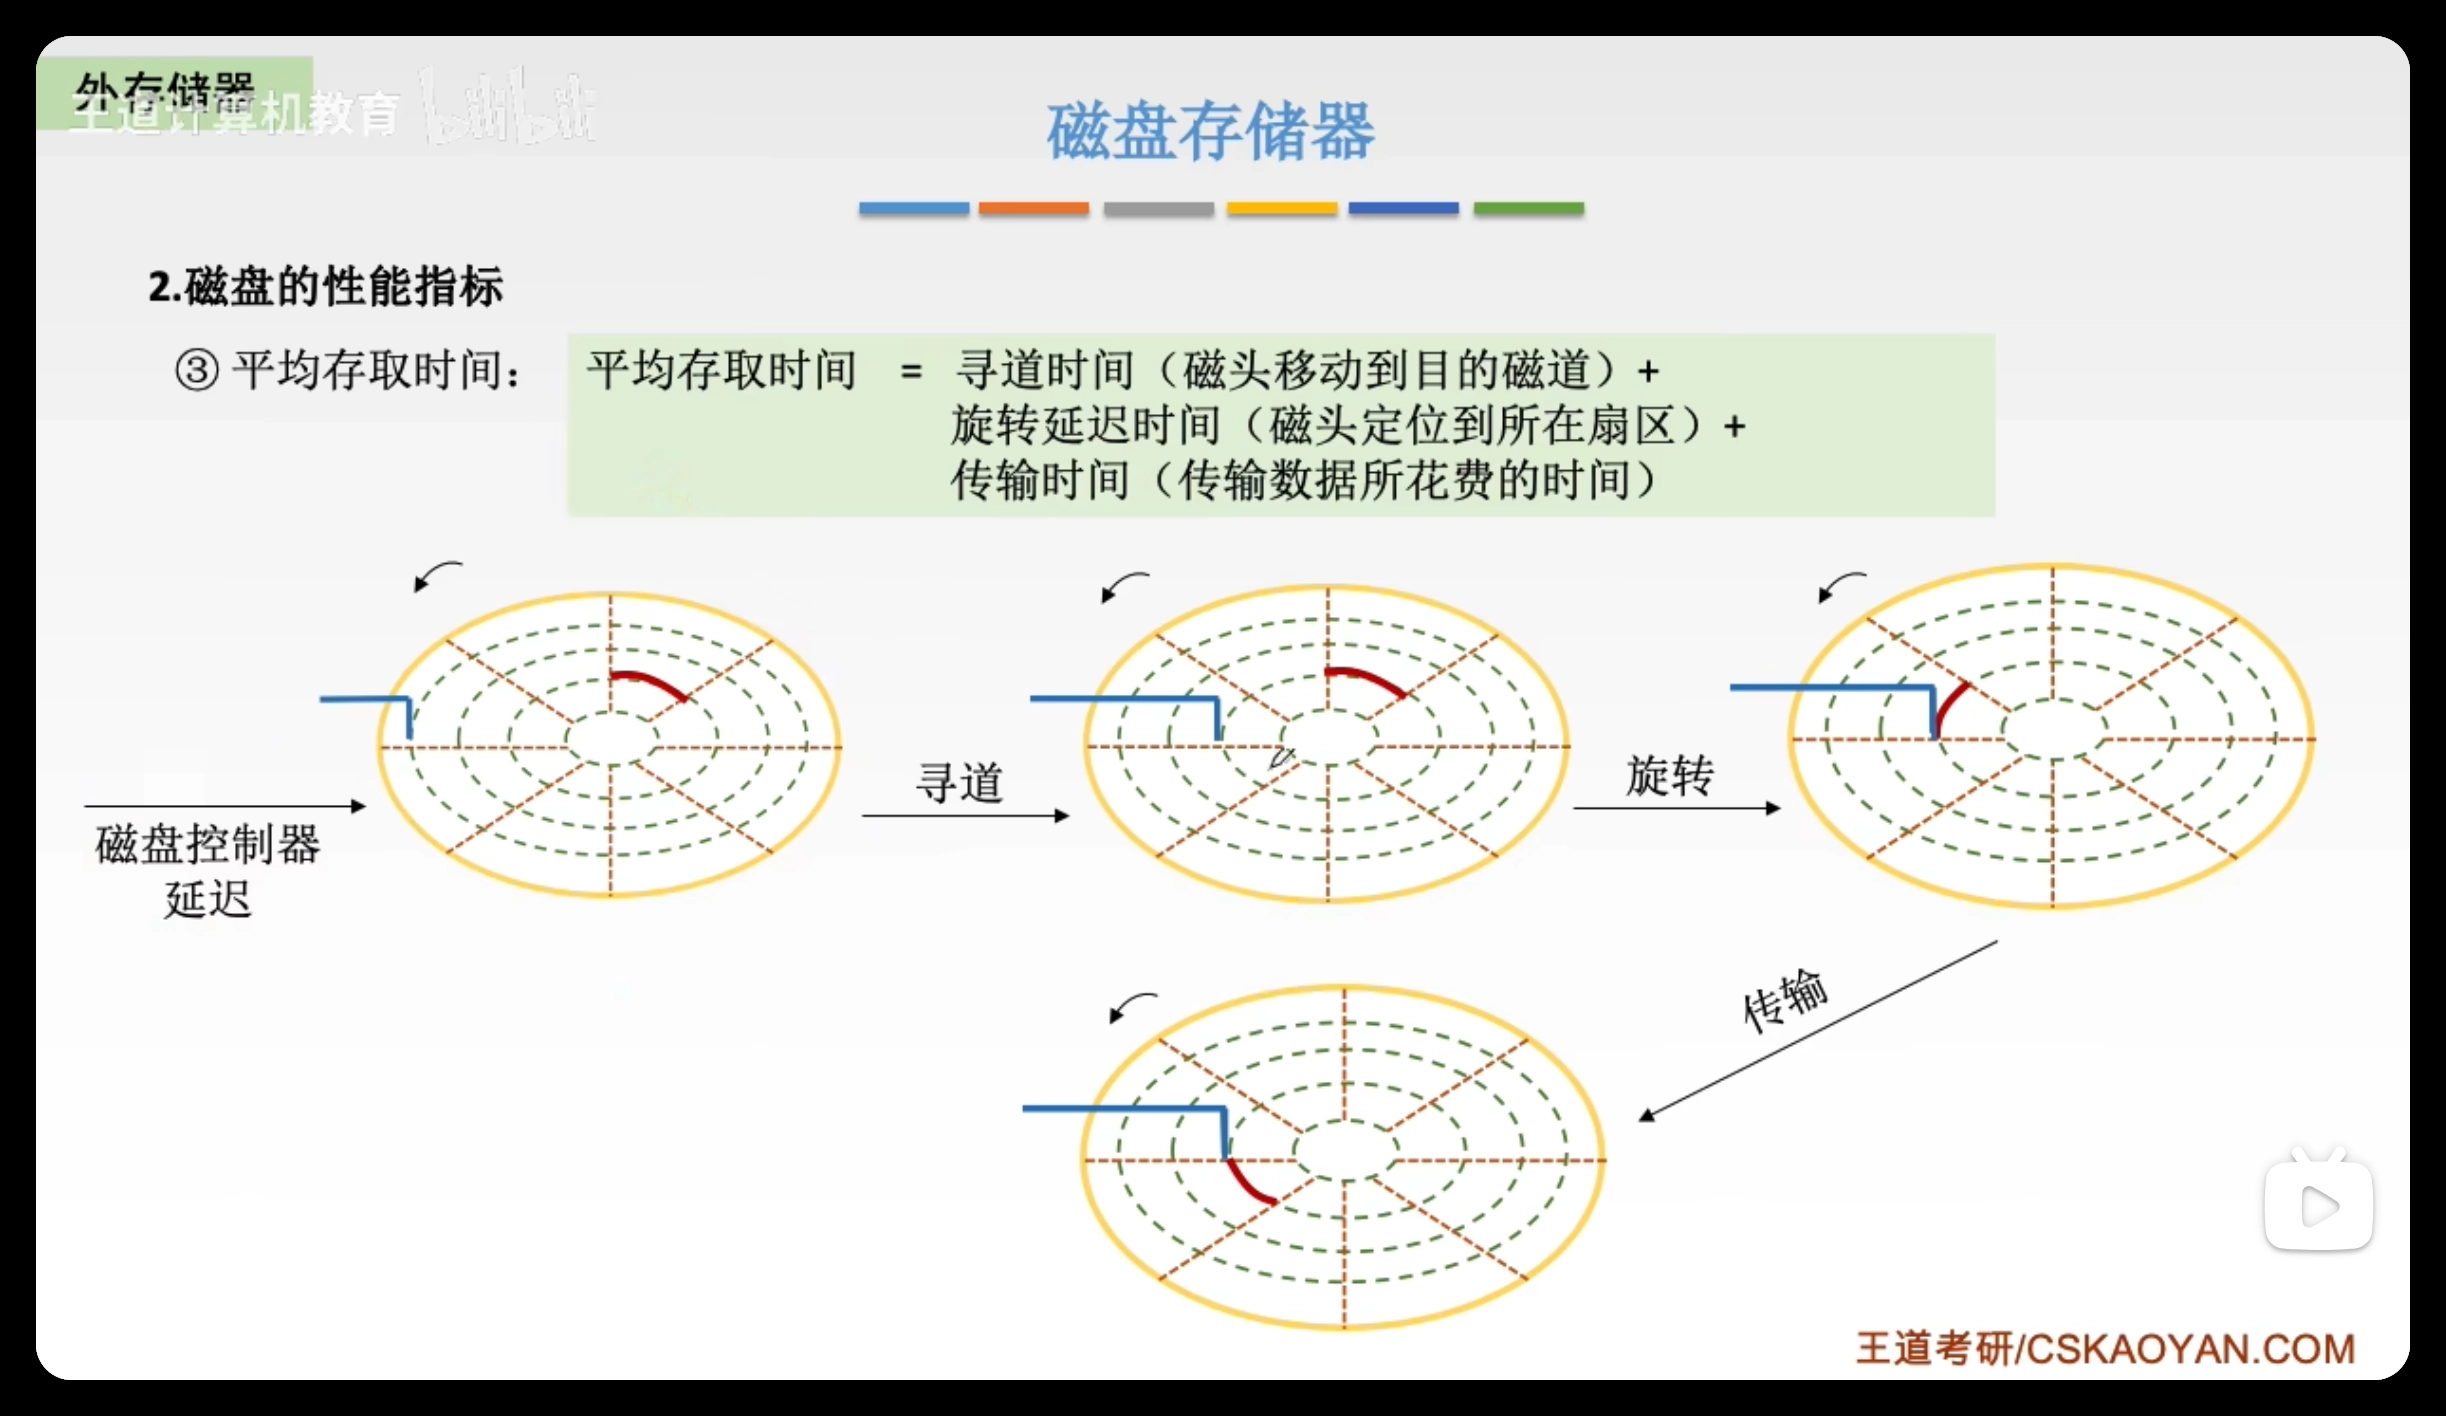 外存储器
王道计算机教育 bilibili
磁盘存储器
2.磁盘的性能指标
③ 平均存取时间： 平均存取时间 = 寻道时间（磁头移动到目的磁道）+
旋转延迟时间（磁头定位到所在扇区）+
传输时间（传输数据所花费的时间）
磁盘控制器
延迟
寻道
旋转
传输
王道考研/CSKAOYAN.COM